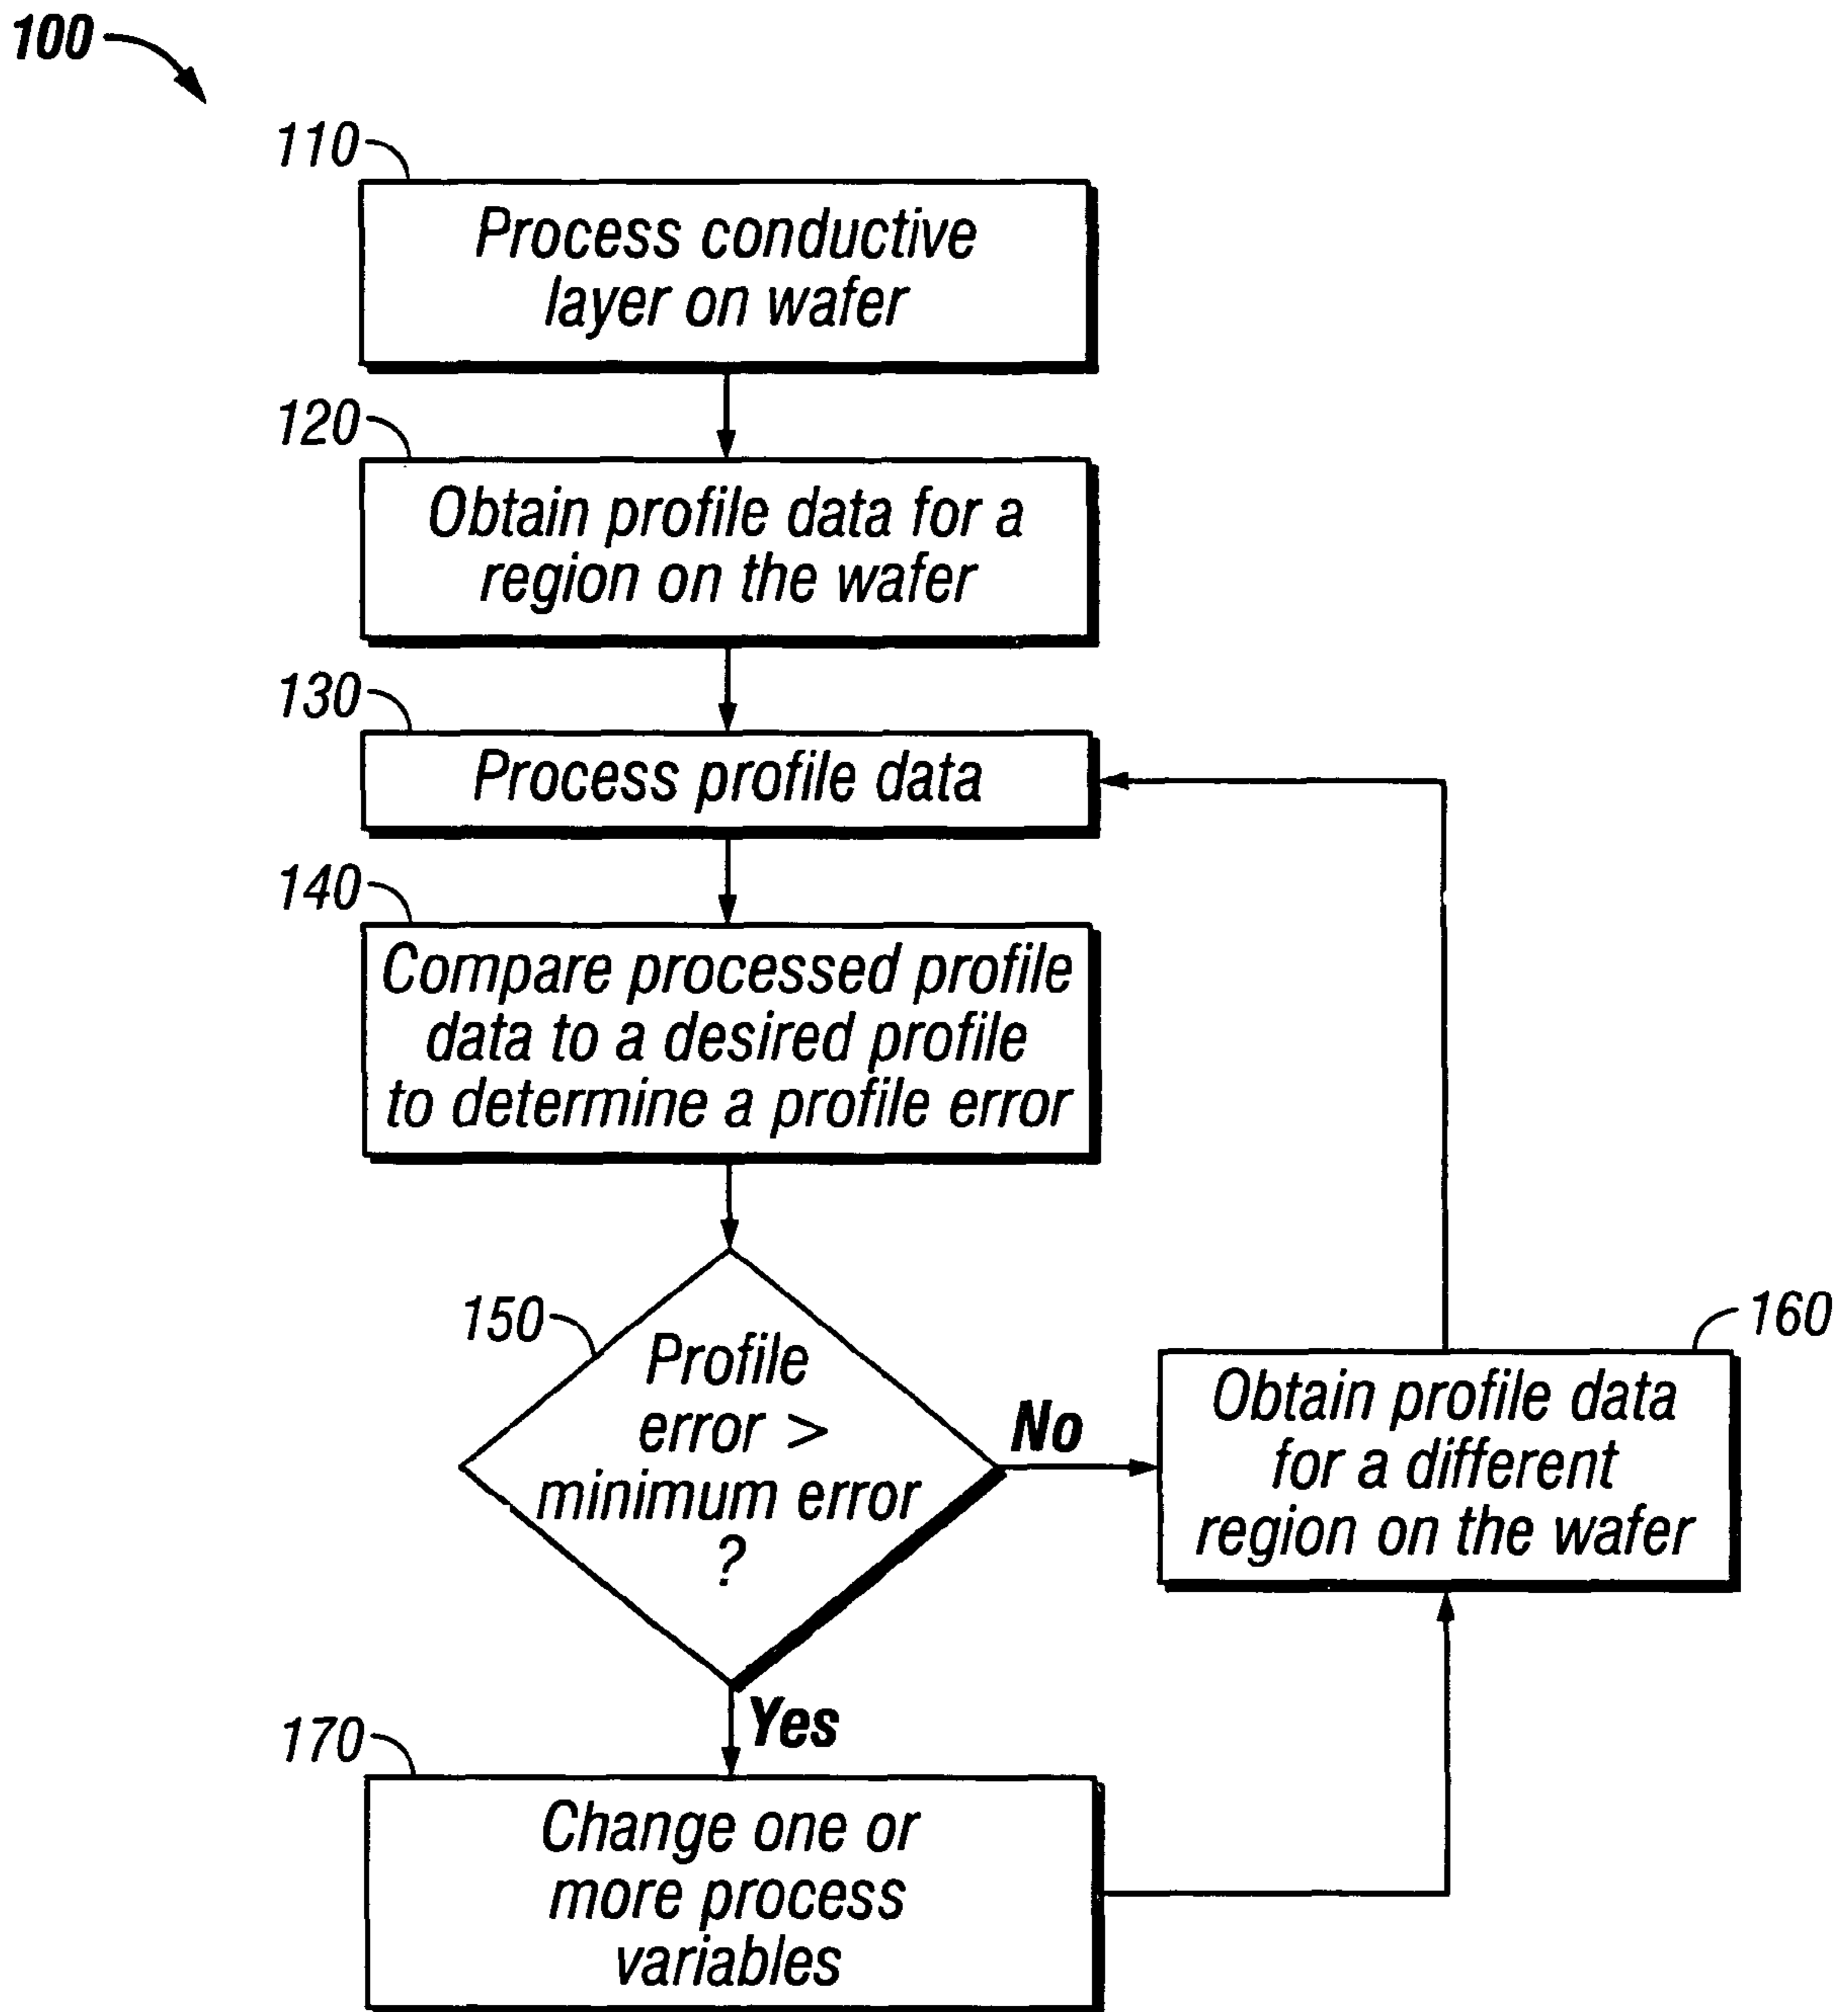 100
110
Process conductive
layer on wafer
120
Obtain profile data for a
region on the wafer
130
Process profile data
140
Compare processed profile
data to a desired profile
to determine a profile error
150
Profile
error >
minimum error
?
No
160
Obtain profile data
for a different
region on the wafer
Yes
170
Change one or
more process
variables